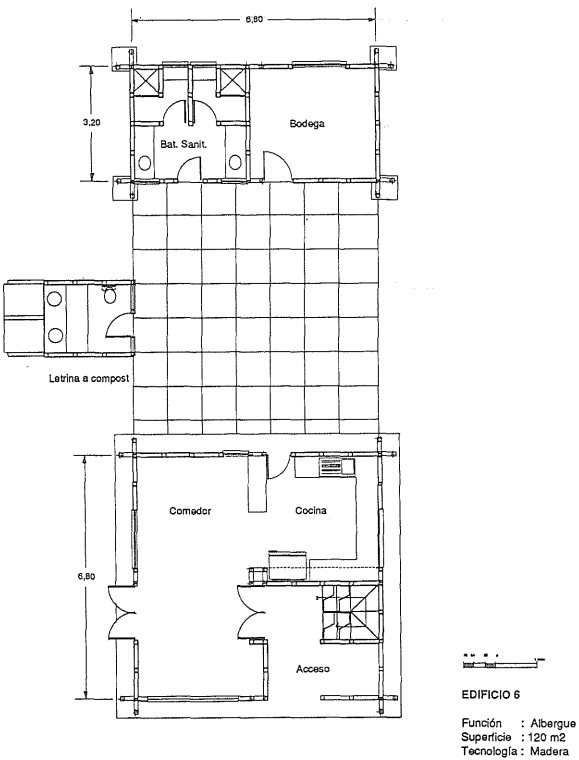 6,80
3,20
Bodega
Bat. Sanit.
Letrina a compost
Comedor
Cocina
6,80
Acceso
EDIFICIO 6
Función : Albergue
Superficie : 120 m2
Tecnología : Madera